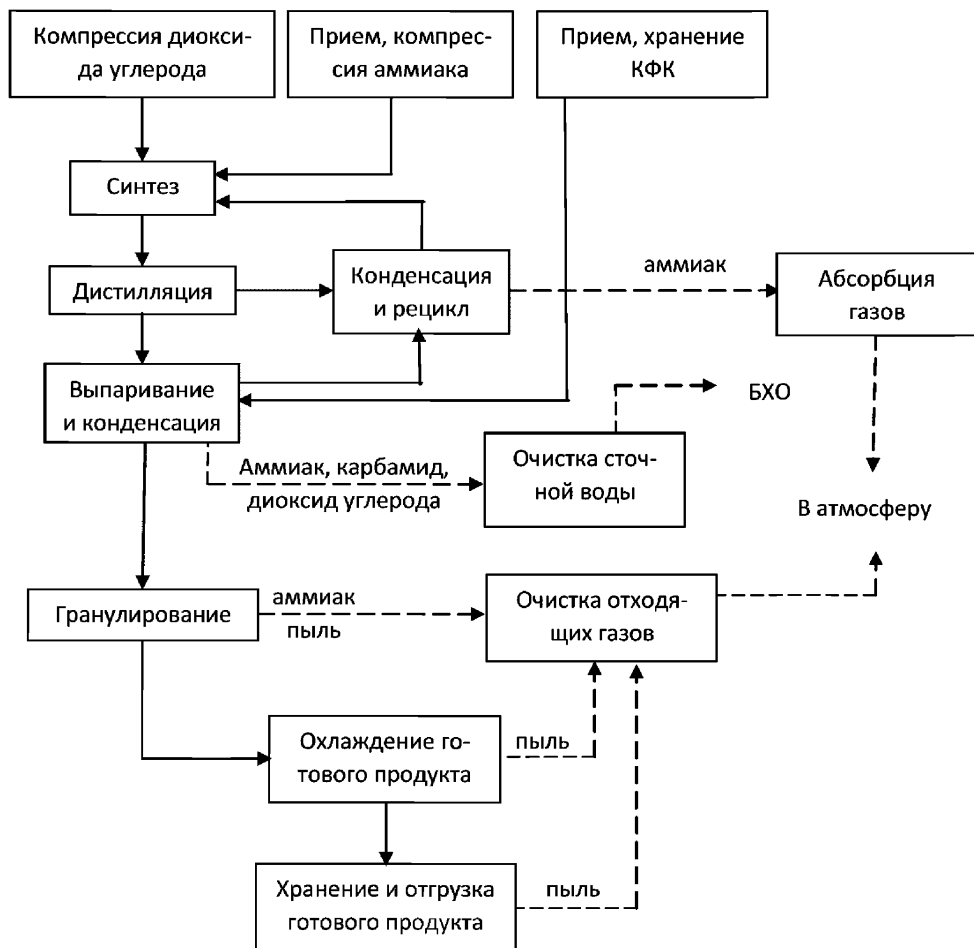 Компрессия диокси-
да углерода
Прием, компрес-
сия аммиака
Прием, хранение
КФК
Синтез
Дистилляция
Конденсация
и рецикл
аммиак
Абсорбция
газов
Выпаривание
и конденсация
БХО
Аммиак, карбамид,
диоксид углерода
Очистка сточ-
ной воды
В атмосферу
Гранулирование
аммиак
пыль
Очистка отходя-
щих газов
Охлаждение го-
тового продукта
пыль
Хранение и отгрузка
готового продукта
пыль